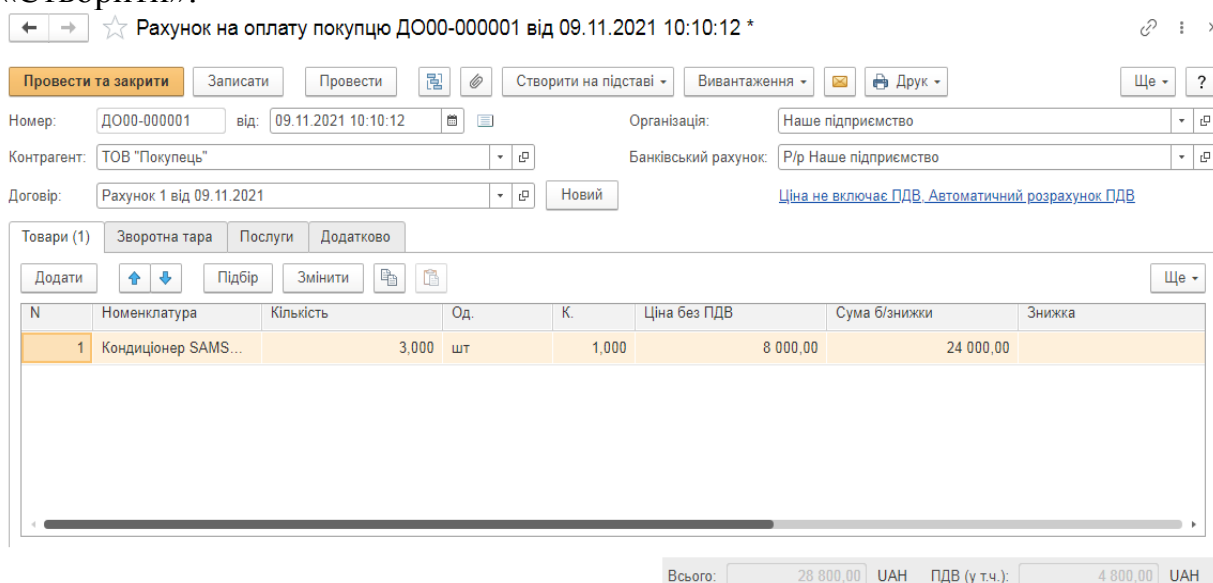 «Створити».
Рахунок на оплату покупцю ДО00-000001 від 09.11.2021 10:10:12 *
Провести та закрити Записати Провести Створити на підставі Вивантаження Друк Ще ?
Номер: ДО00-000001 від: 09.11.2021 10:10:12 Організація: Наше підприємство
Контрагент: ТОВ "Покупець" Банківський рахунок: Р/р Наше підприємство
Договір: Рахунок 1 від 09.11.2021 Новий Ціна не включає ПДВ, Автоматичний розрахунок ПДВ
Товари (1) Зворотна тара Послуги Додатково
Додати Підбір Змінити Ще
N Номенклатура Кількість Од. К. Ціна без ПДВ Сума б/знижки Знижка
1 Кондиціонер SAMS... 3,000 шт 1,000 8 000,00 24 000,00
Всього: 28 800,00 UAH ПДВ (у т.ч.): 4 800,00 UAH